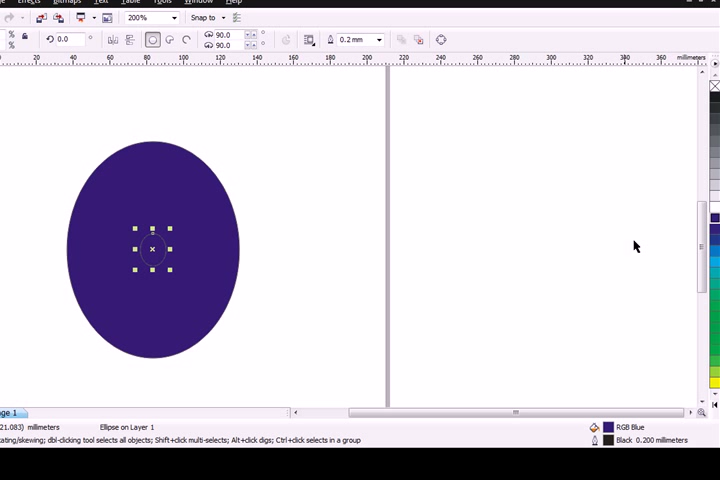 Effects Bitmaps Text Table Tools Window Help
200% Snap to
% 0.0 90.0 ° 0.2 mm
% 90.0 °
0 20 40 60 80 100 120 140 160 180 200 220 240 260 280 300 320 340 360 millimeters
age 1
21.083) millimeters Ellipse on Layer 1 RGB Blue
ating/skewing; dbl-clicking tool selects all objects; Shift+click multi-selects; Alt+click digs; Ctrl+click selects in a group Black 0.200 millimeters